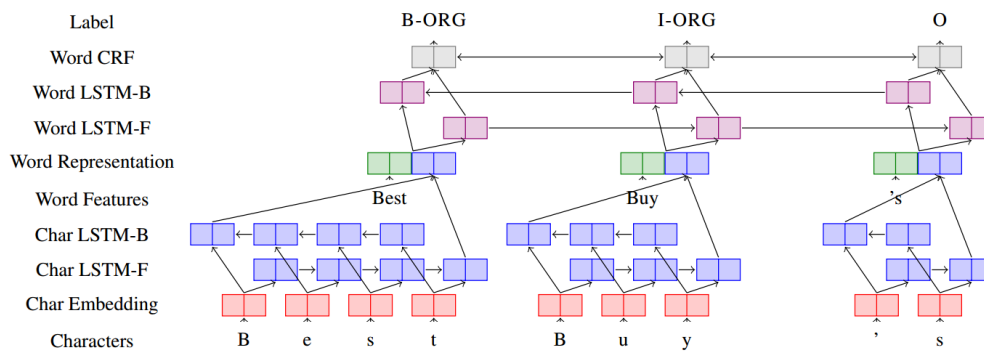 Label B-ORG I-ORG O
Word CRF
Word LSTM-B
Word LSTM-F
Word Representation
Word Features Best Buy 's
Char LSTM-B
Char LSTM-F
Char Embedding
Characters B e s t B u y ' s